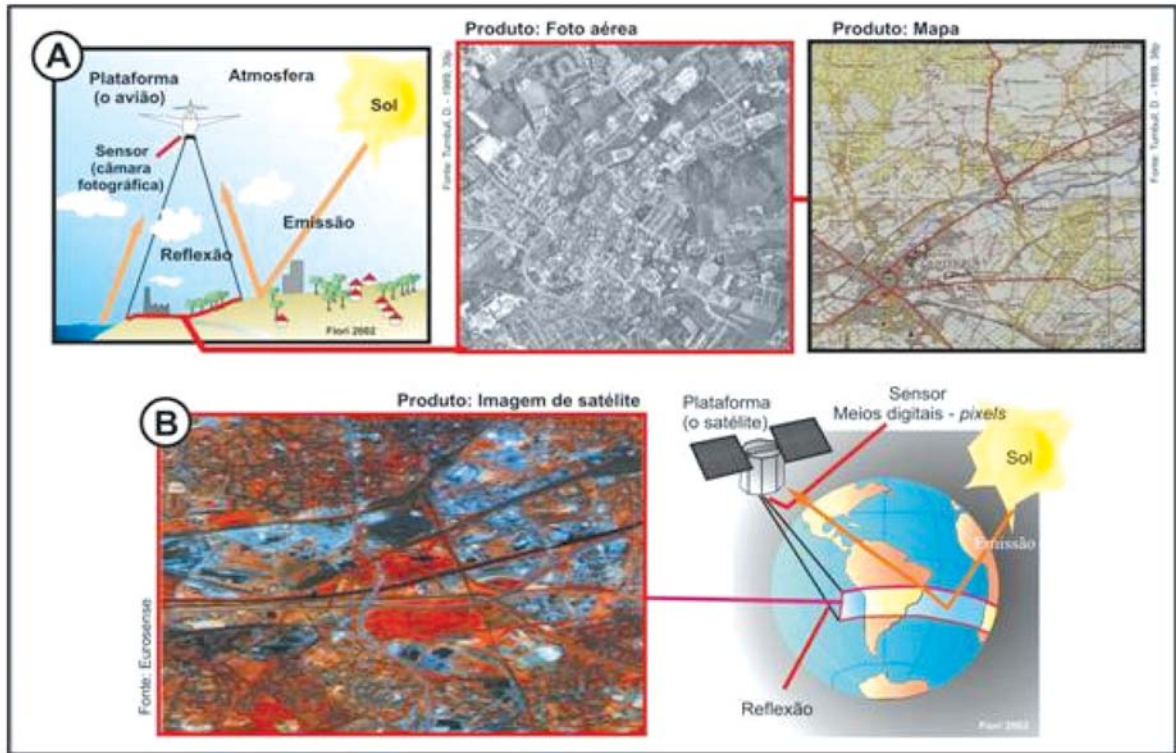 A
Plataforma
(o avião)
Atmosfera
Sol
Sensor
(câmara
fotográfica)
Emissão
Reflexão
Fiori 2002
Produto: Foto aérea
Fonte: Turnbull, D. - 1989, 39p
Produto: Mapa
Fonte: Turnbull, D. - 1989, 38p
B
Produto: Imagem de satélite
Fonte: Eurosense
Plataforma
(o satélite)
Sensor
Meios digitais - pixels
Sol
Emissão
Reflexão
Fiori 2002